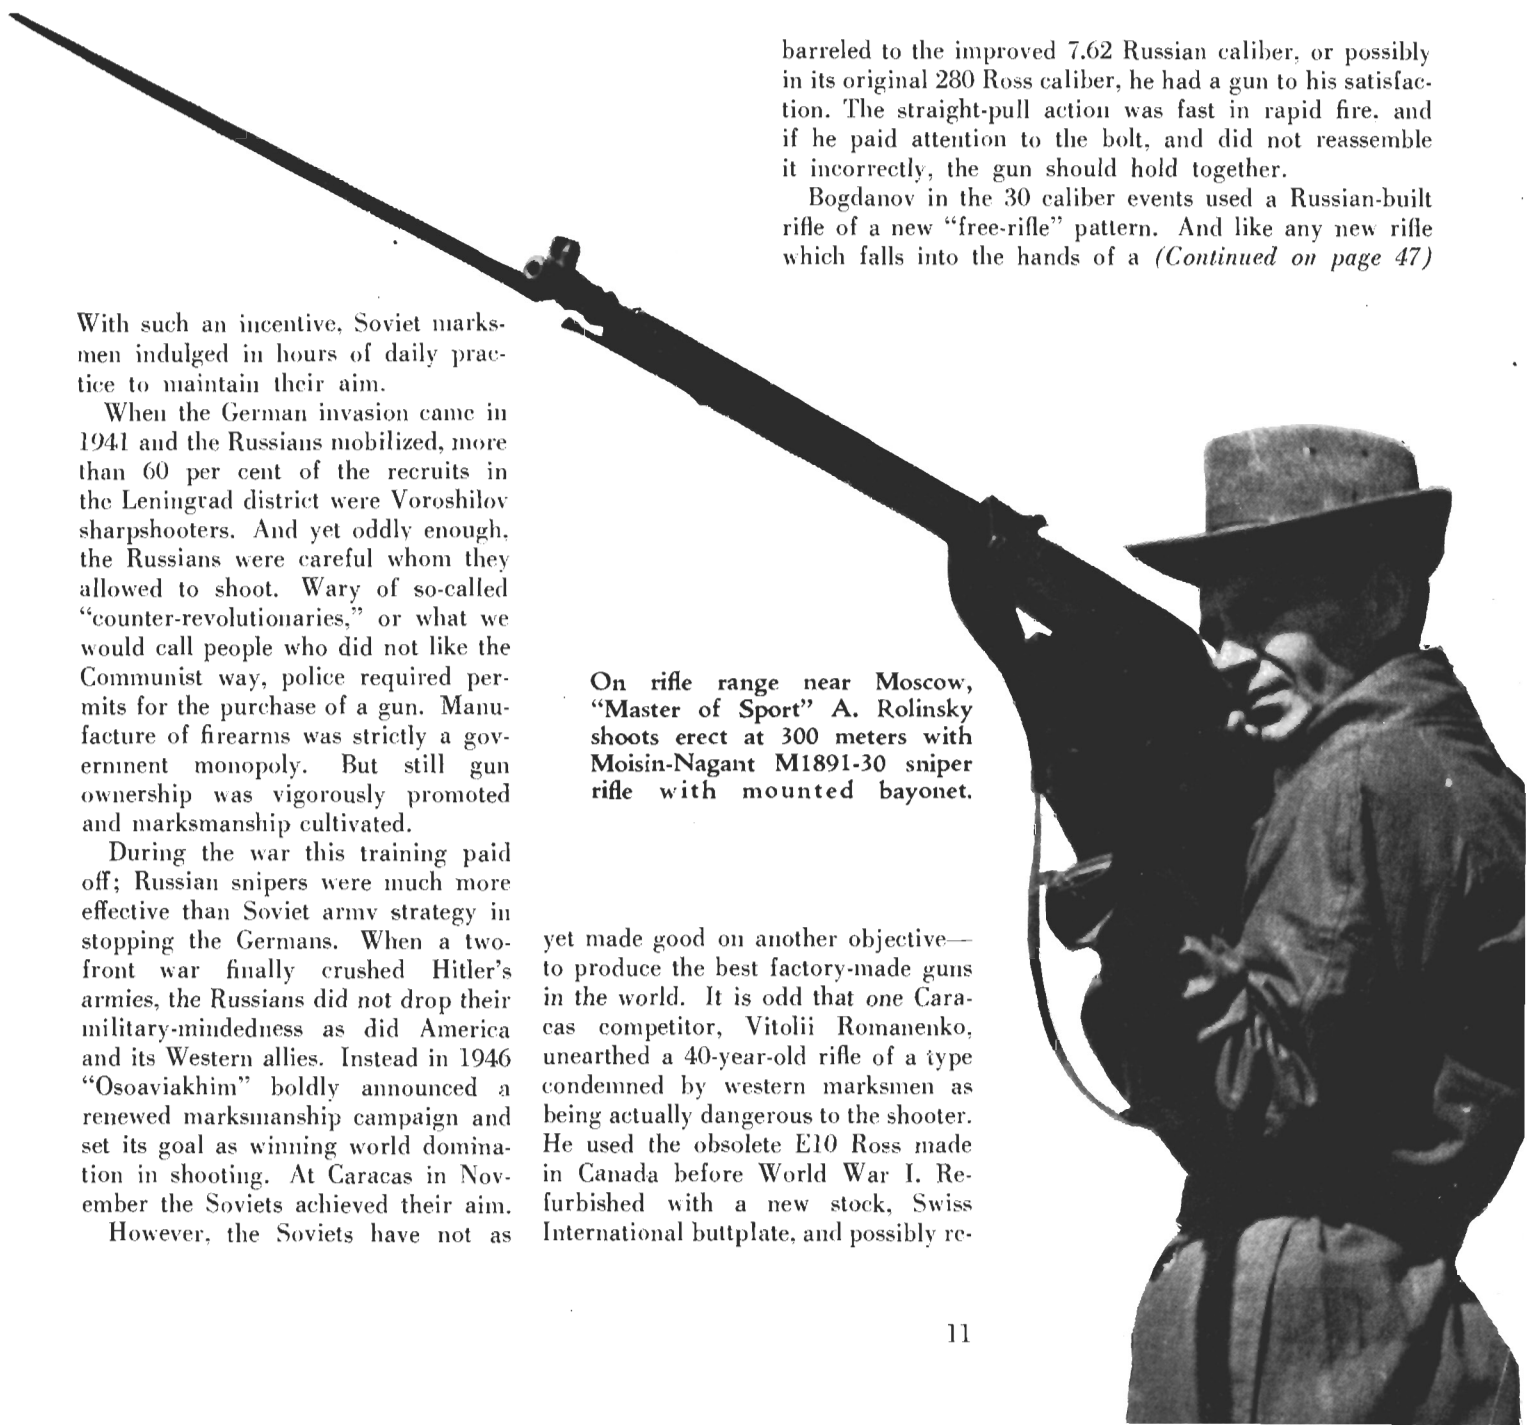 With such an incentive, Soviet marks-
men indulged in hours of daily prac-
tice to maintain their aim.
When the German invasion came in
1941 and the Russians mobilized, more
than 60 per cent of the recruits in
the Leningrad district were Voroshilov
sharpshooters. And yet oddly enough,
the Russians were careful whom they
allowed to shoot. Wary of so-called
“counter-revolutionaries,” or what we
would call people who did not like the
Communist way, police required per-
mits for the purchase of a gun. Manu-
facture of firearms was strictly a gov-
ernment monopoly. But still gun
ownership was vigorously promoted
and marksmanship cultivated.
During the war this training paid
off; Russian snipers were much more
effective than Soviet army strategy in
stopping the Germans. When a two-
front war finally crushed Hitler's
armies, the Russians did not drop their
military-mindedness as did America
and its Western allies. Instead in 1946
“Osoaviakhim” boldly announced a
renewed marksmanship campaign and
set its goal as winning world domina-
tion in shooting. At Caracas in Nov-
ember the Soviets achieved their aim.
However, the Soviets have not as
yet made good on another objective—
to produce the best factory-made guns
in the world. It is odd that one Cara-
cas competitor, Vitolii Romanenko,
unearthed a 40-year-old rifle of a type
condemned by western marksmen as
being actually dangerous to the shooter.
He used the obsolete E10 Ross made
in Canada before World War I. Re-
furbished with a new stock, Swiss
International buttplate, and possibly re-
barreled to the improved 7.62 Russian caliber, or possibly
in its original 280 Ross caliber, he had a gun to his satisfac-
tion. The straight-pull action was fast in rapid fire. and
if he paid attention to the bolt, and did not reassemble
it incorrectly, the gun should hold together.
Bogdanov in the 30 caliber events used a Russian-built
rifle of a new “free-rifle” pattern. And like any new rifle
which falls into the hands of a (Continued on page 47)
On rifle range near Moscow,
“Master of Sport” A. Rolinsky
shoots erect at 300 meters with
Moisin-Nagant M1891-30 sniper
rifle with mounted bayonet.
11